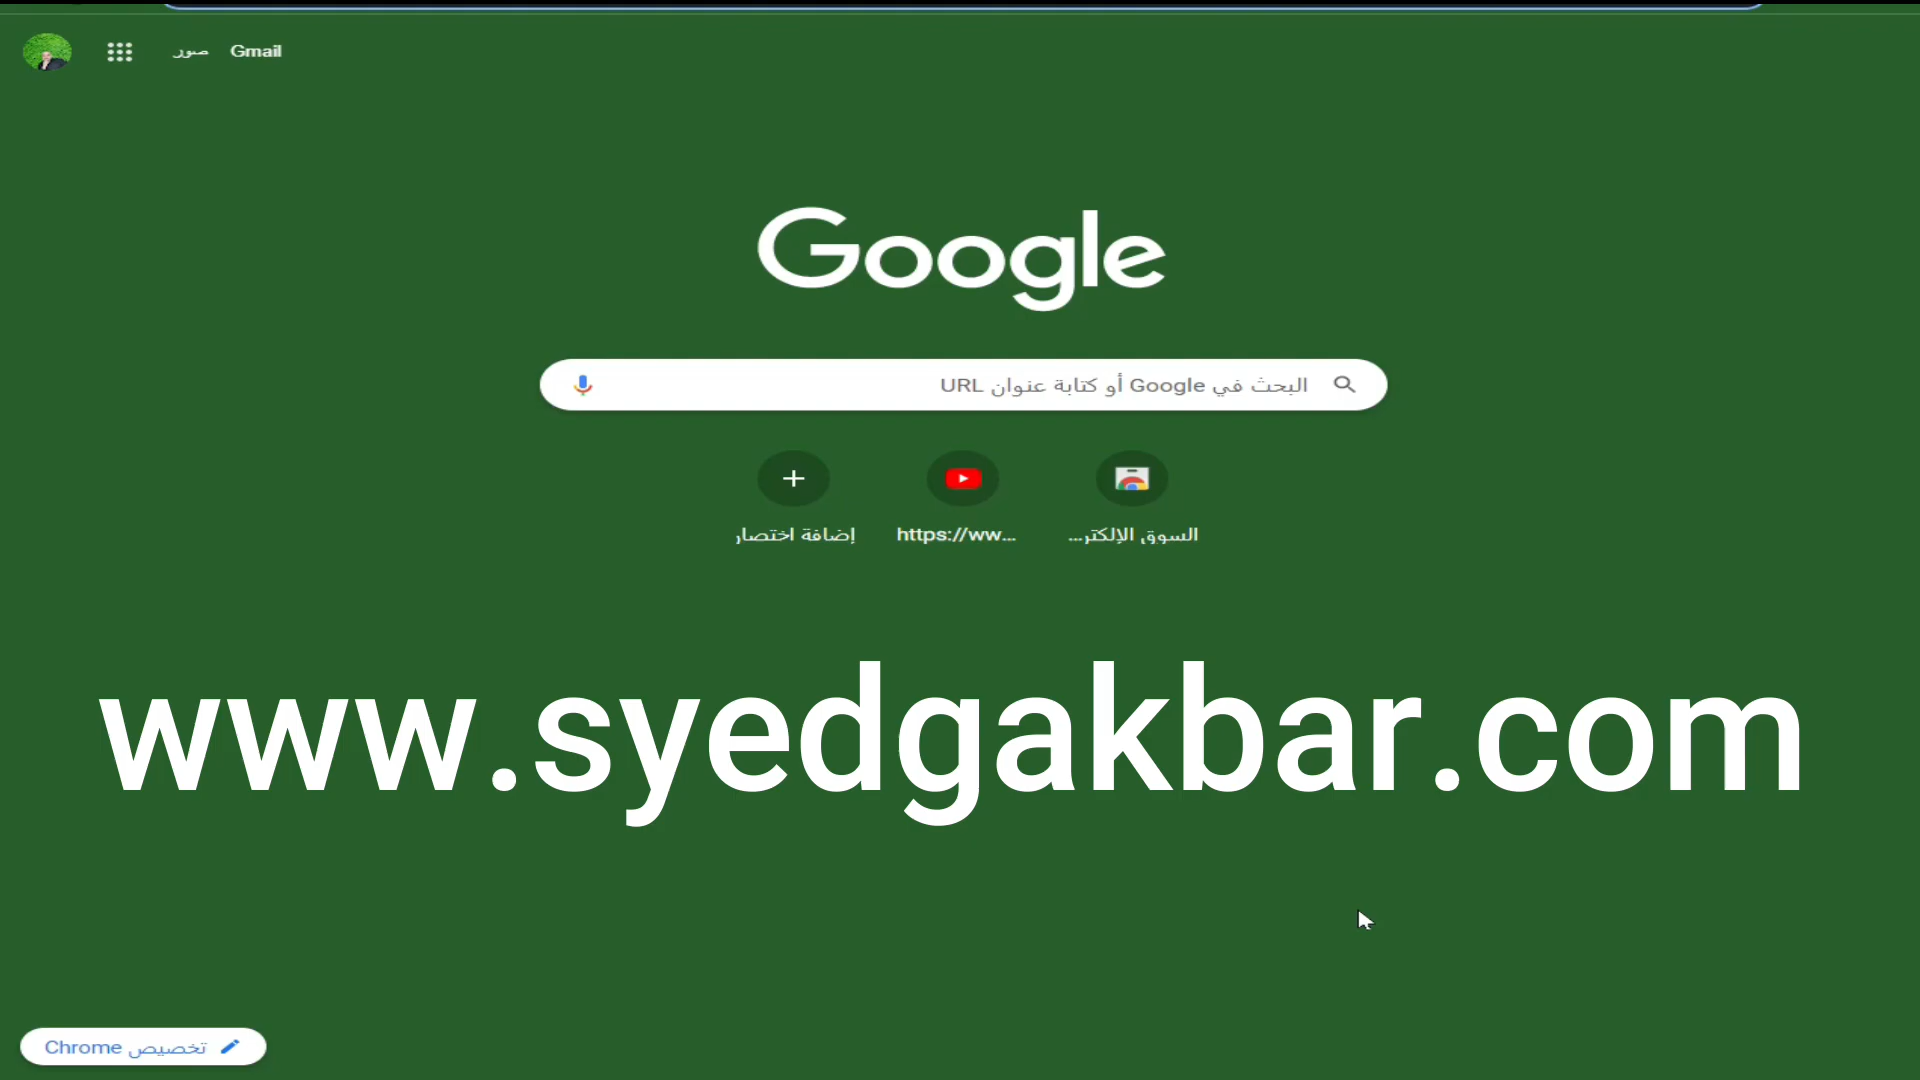 صور Gmail
Google
البحث في Google أو كتابة عنوان URL
السوق الإلكتر...
https://ww...
إضافة اختصار
www.syedgakbar.com
تخصيص Chrome